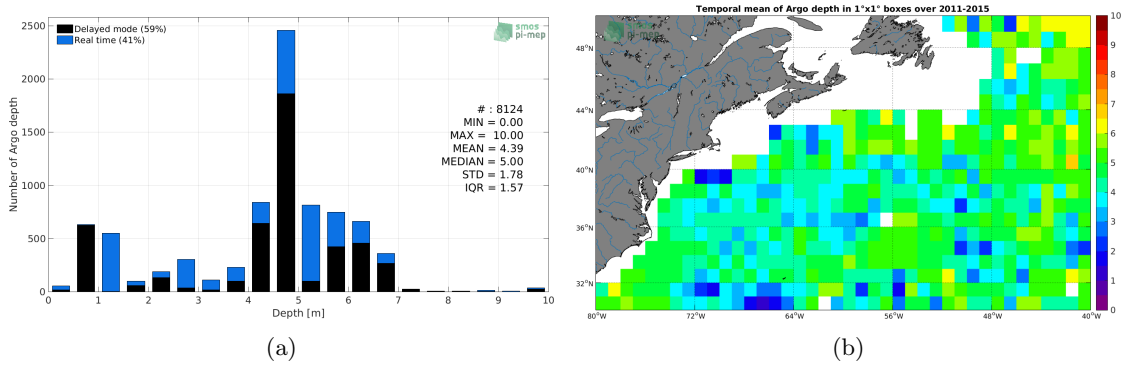 Delayed mode (59%)
Real time (41%)
smos
pi-mep
# : 8124
MIN = 0.00
MAX = 10.00
MEAN = 4.39
MEDIAN = 5.00
STD = 1.78
IQR = 1.57
Number of Argo depth
2500
2000
1500
1000
500
0
0 1 2 3 4 5 6 7 8 9 10
Depth [m]
(a)
Temporal mean of Argo depth in 1°x1° boxes over 2011-2015
smos
pi-mep
48°N
44°N
40°N
36°N
32°N
80°W 72°W 64°W 56°W 48°W 40°W
10
9
8
7
6
5
4
3
2
1
0
(b)